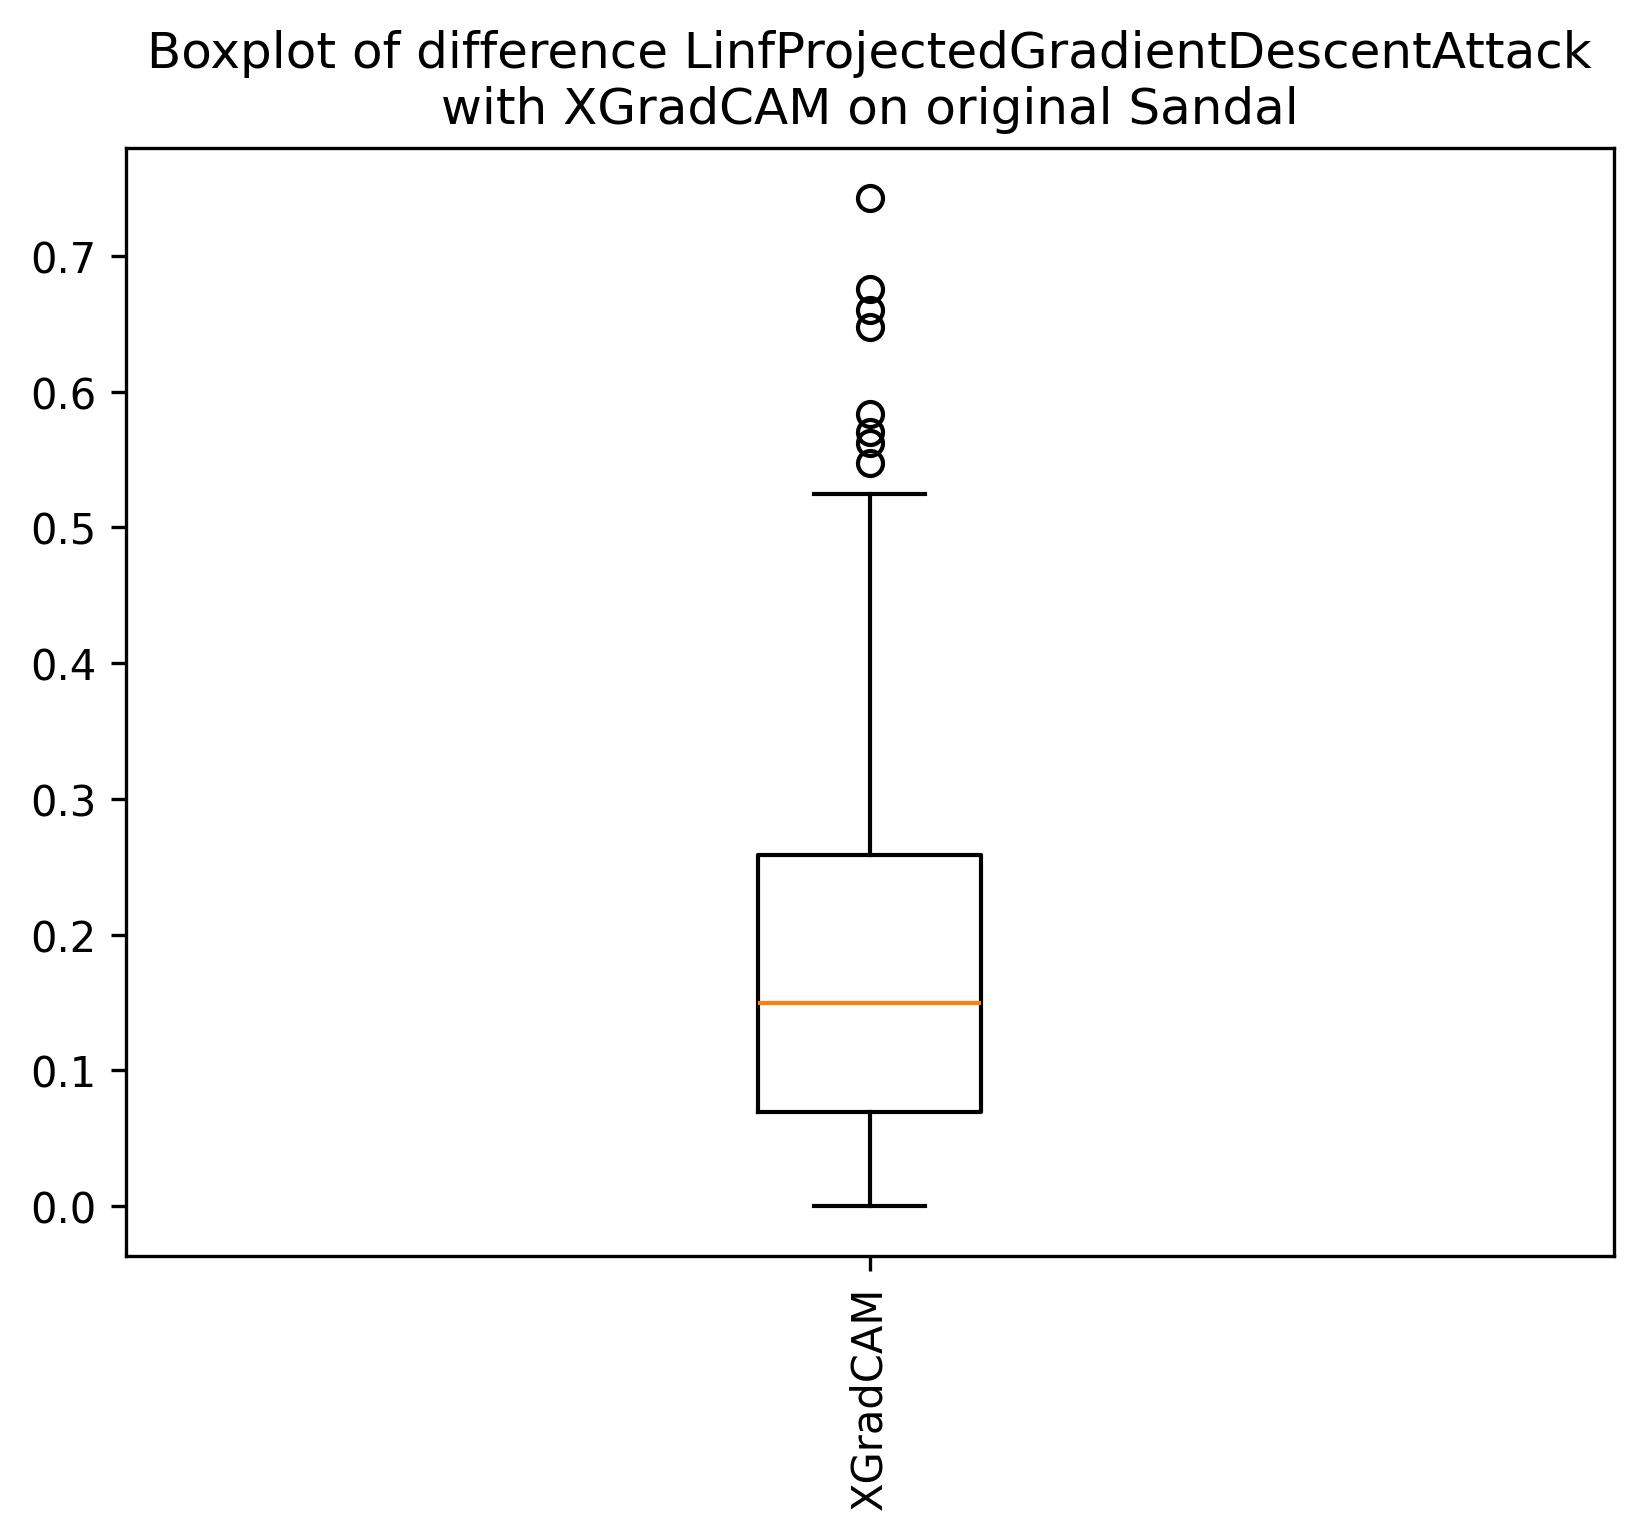 Boxplot of difference LinfProjectedGradientDescentAttack
with XGradCAM on original Sandal
0.7
0.6
0.5
0.4
0.3
0.2
0.1
0.0
XGradCAM